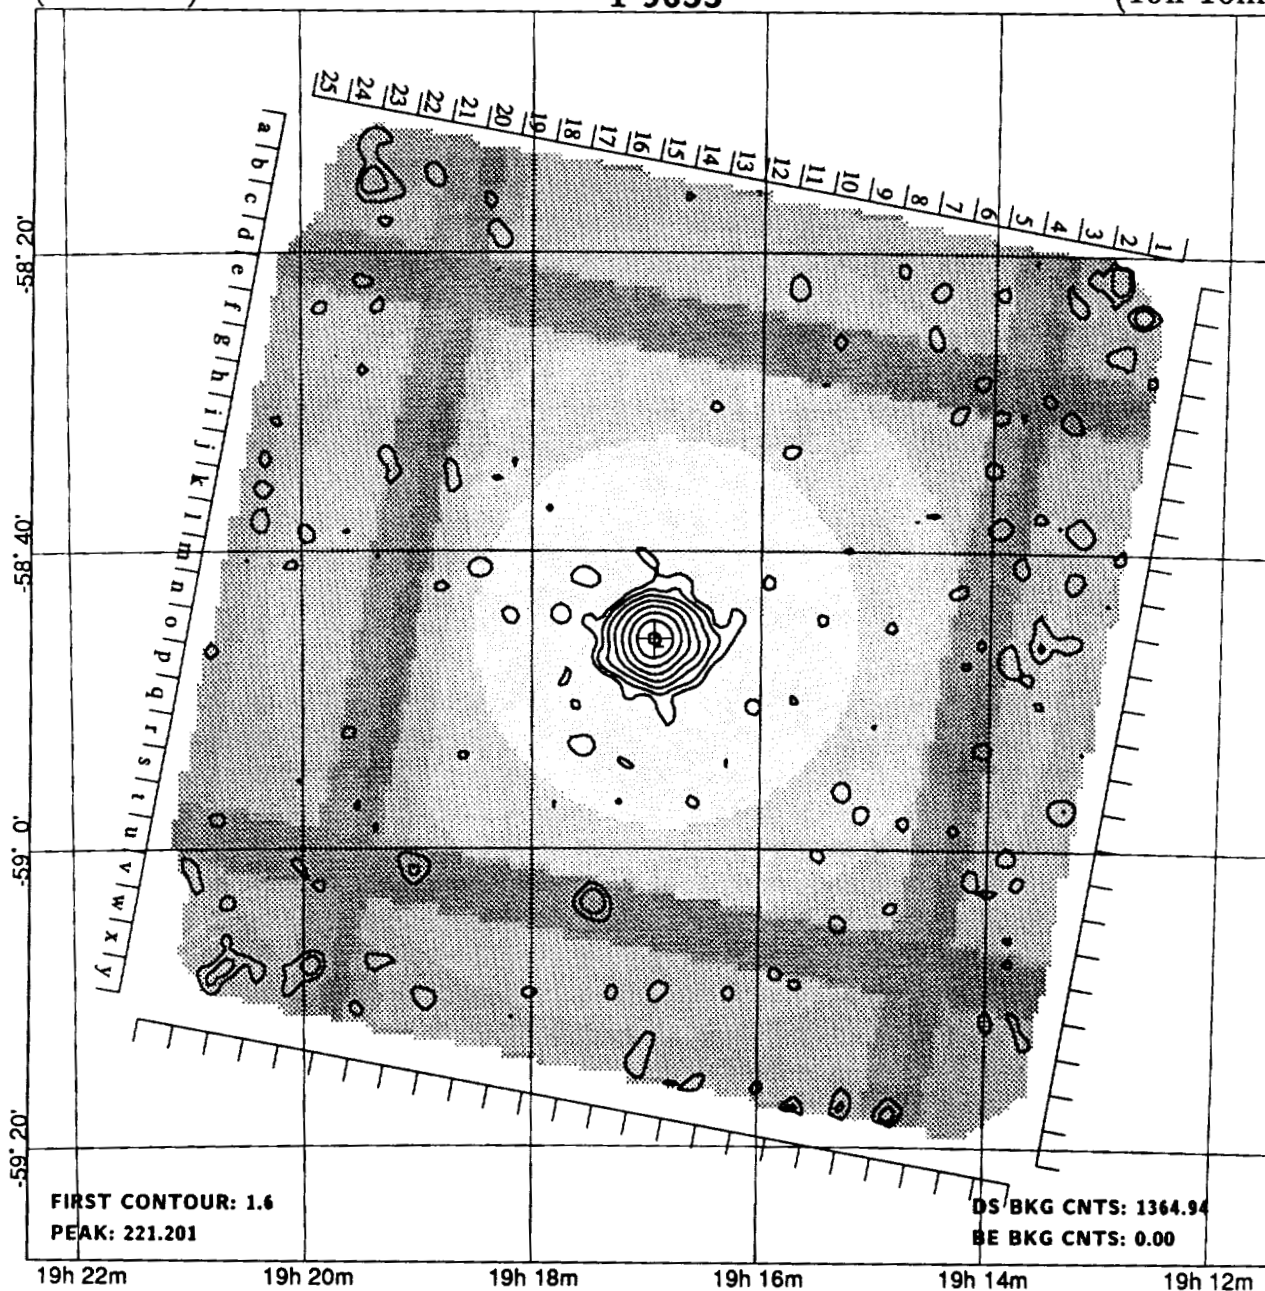 25 24 23 22 21 20 19 18 17 16 15 14 13 12 11 10 9 8 7 6 5 4 3 2 1
a b c d e f g h i j k l m n o p q r s t u v w x y
-58° 20'
-58° 40'
-59° 0'
-59° 20'
FIRST CONTOUR: 1.6
PEAK: 221.201
DS BKG CNTS: 1364.94
BE BKG CNTS: 0.00
19h 22m 19h 20m 19h 18m 19h 16m 19h 14m 19h 12m